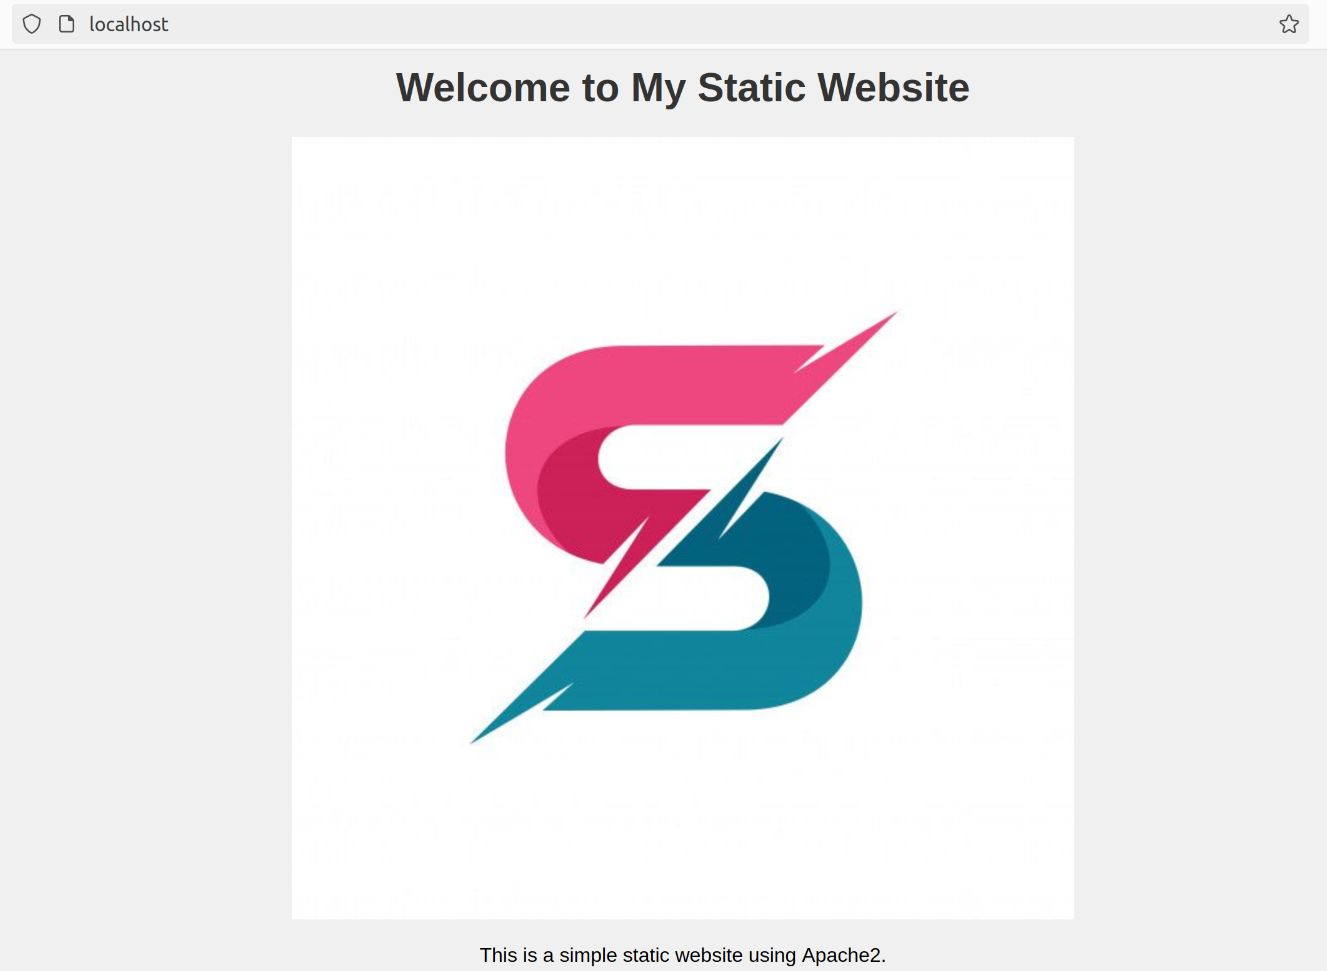 localhost
Welcome to My Static Website
This is a simple static website using Apache2.